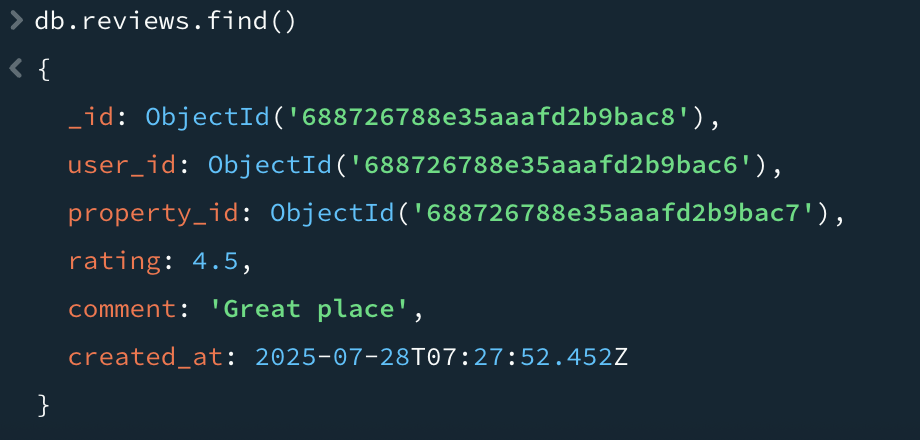 > db.reviews.find()
< {
_id: ObjectId('688726788e35aaafd2b9bac8'),
user_id: ObjectId('688726788e35aaafd2b9bac6'),
property_id: ObjectId('688726788e35aaafd2b9bac7'),
rating: 4.5,
comment: 'Great place',
created_at: 2025-07-28T07:27:52.452Z
}